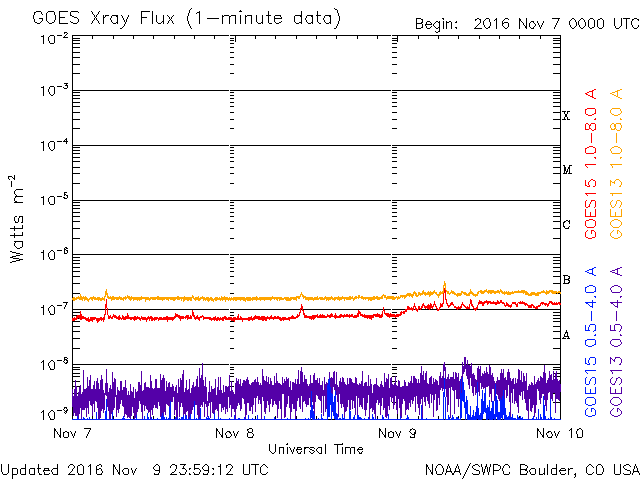 GOES Xray Flux (1-minute data)
Begin: 2016 Nov 7 0000 UTC
10⁻²
10⁻³
10⁻⁴
10⁻⁵
10⁻⁶
10⁻⁷
10⁻⁸
10⁻⁹
Watts m⁻²
X
M
C
B
A
GOES15 1.0-8.0 A
GOES13 1.0-8.0 A
GOES15 0.5-4.0 A
GOES13 0.5-4.0 A
Nov 7
Nov 8
Nov 9
Nov 10
Universal Time
Updated 2016 Nov 9 23:59:12 UTC
NOAA/SWPC Boulder, CO USA